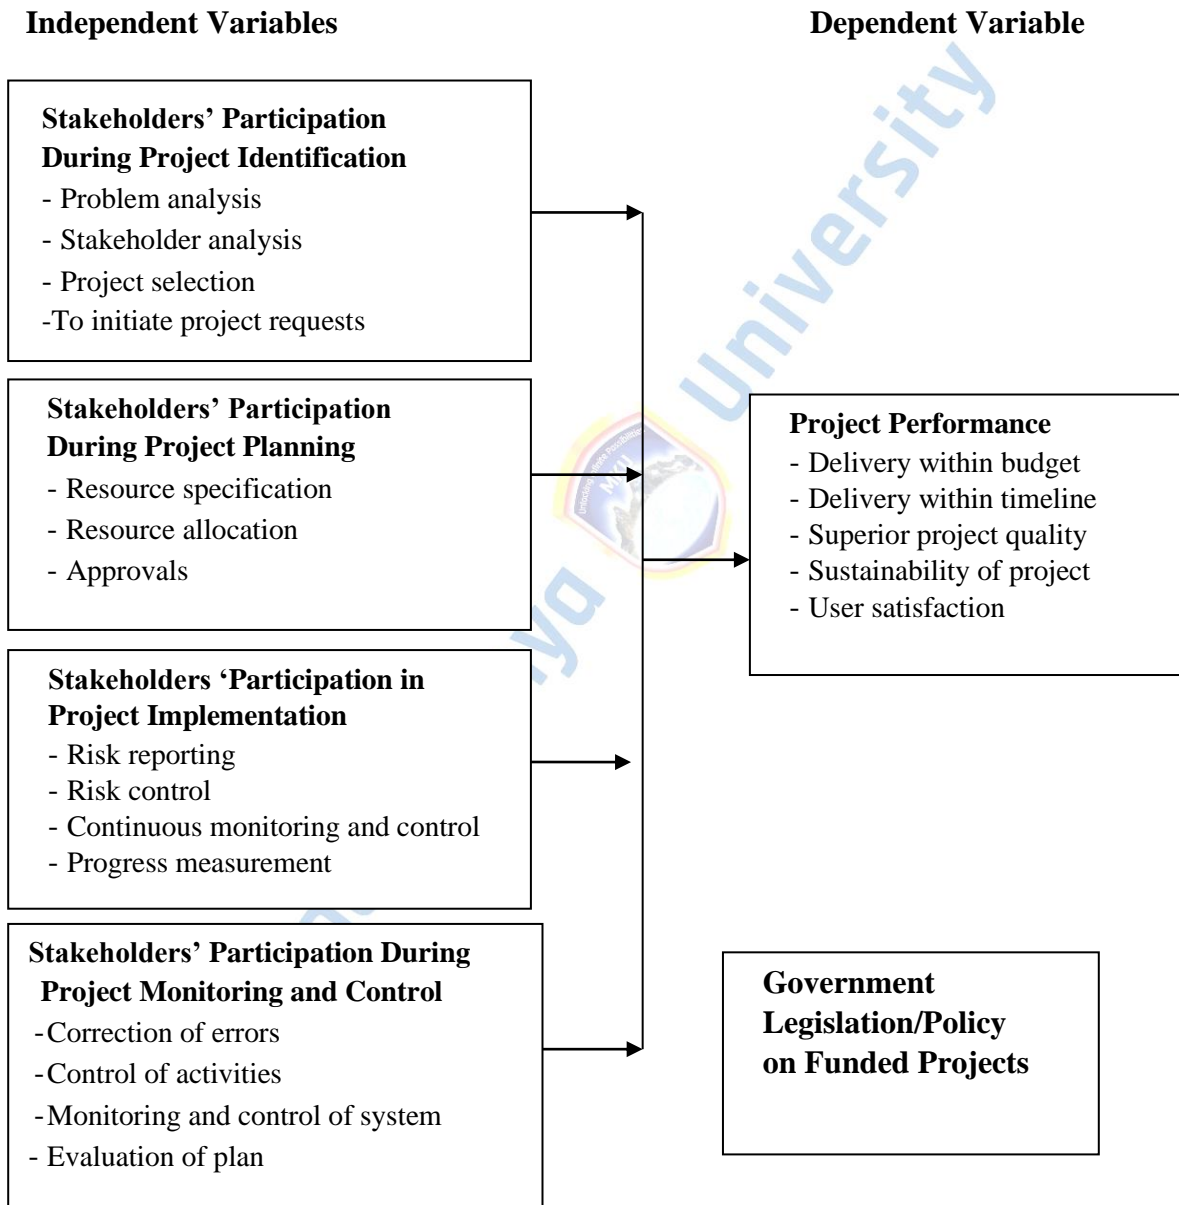 Independent Variables
Dependent Variable
Stakeholders’ Participation
During Project Identification
- Problem analysis
- Stakeholder analysis
- Project selection
-To initiate project requests
Stakeholders’ Participation
During Project Planning
- Resource specification
- Resource allocation
- Approvals
Stakeholders ‘Participation in
Project Implementation
- Risk reporting
- Risk control
- Continuous monitoring and control
- Progress measurement
Stakeholders’ Participation During
Project Monitoring and Control
-Correction of errors
-Control of activities
-Monitoring and control of system
- Evaluation of plan
Project Performance
- Delivery within budget
- Delivery within timeline
- Superior project quality
- Sustainability of project
- User satisfaction
Government
Legislation/Policy
on Funded Projects
University
MKU